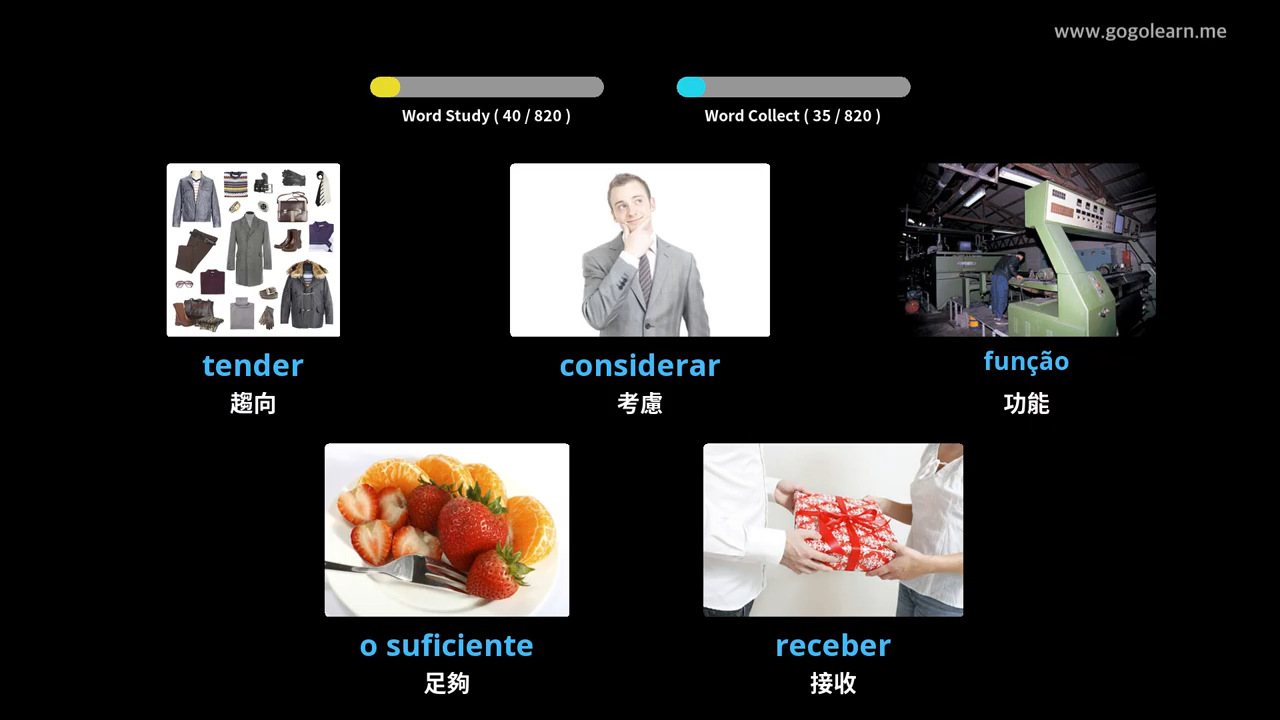 www.gogolearn.me
Word Study ( 40 / 820 )
Word Collect ( 35 / 820 )
tender
趨向
considerar
考慮
função
功能
o suficiente
足夠
receber
接收